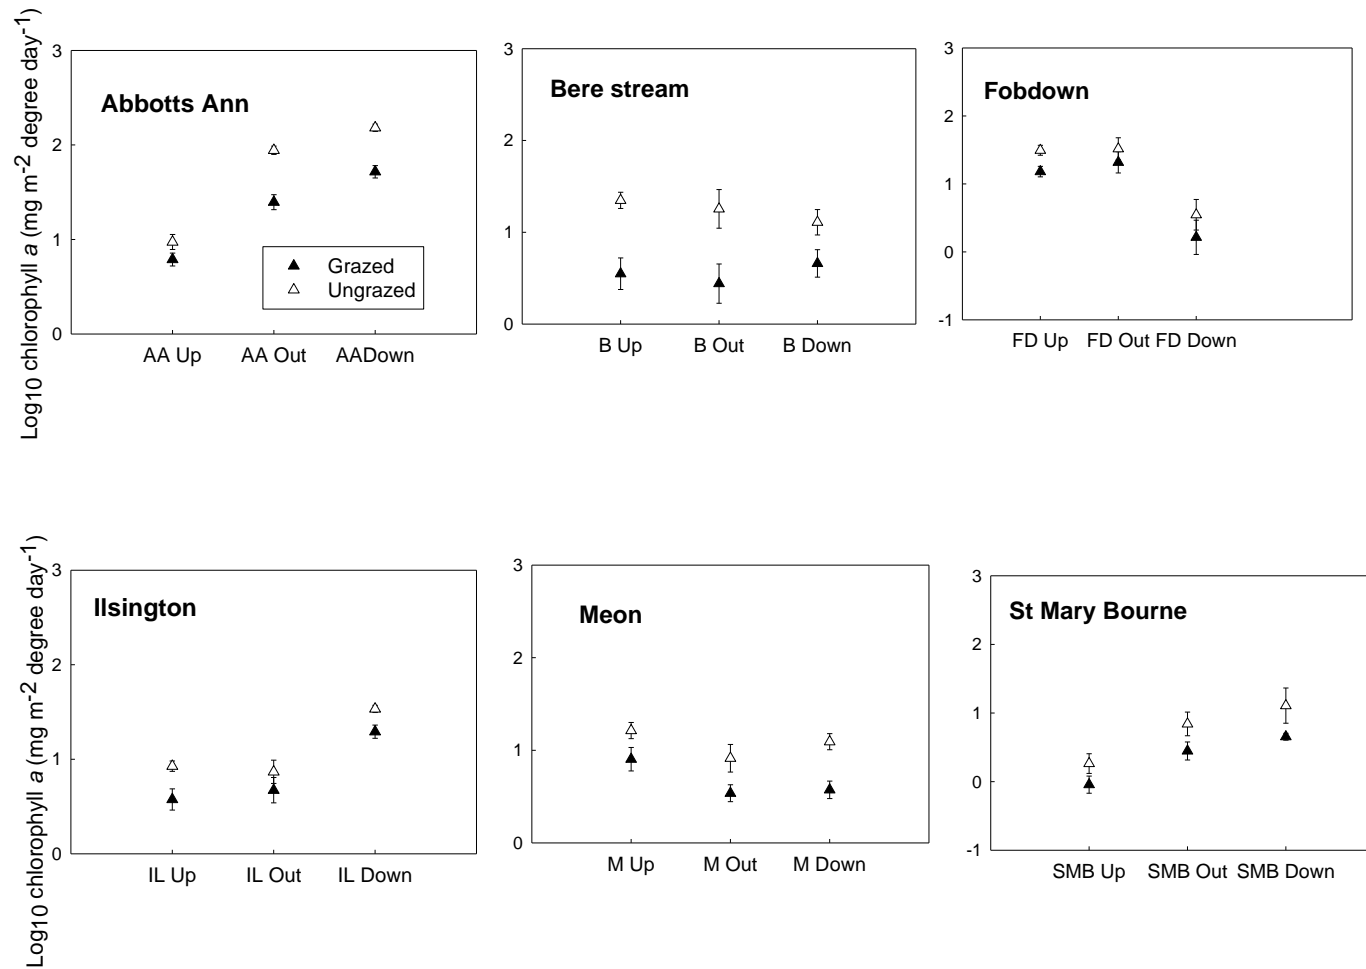 Log10 chlorophyll a (mg m-2 degree day-1)
3
2
1
0
Abbotts Ann
Grazed
Ungrazed
AA Up AA Out AADown
3
2
1
0
Bere stream
B Up B Out B Down
3
2
1
0
-1
Fobdown
FD Up FD Out FD Down
Log10 chlorophyll a (mg m-2 degree day-1)
3
2
1
0
Ilsington
IL Up IL Out IL Down
3
2
1
0
Meon
M Up M Out M Down
3
2
1
0
-1
St Mary Bourne
SMB Up SMB Out SMB Down